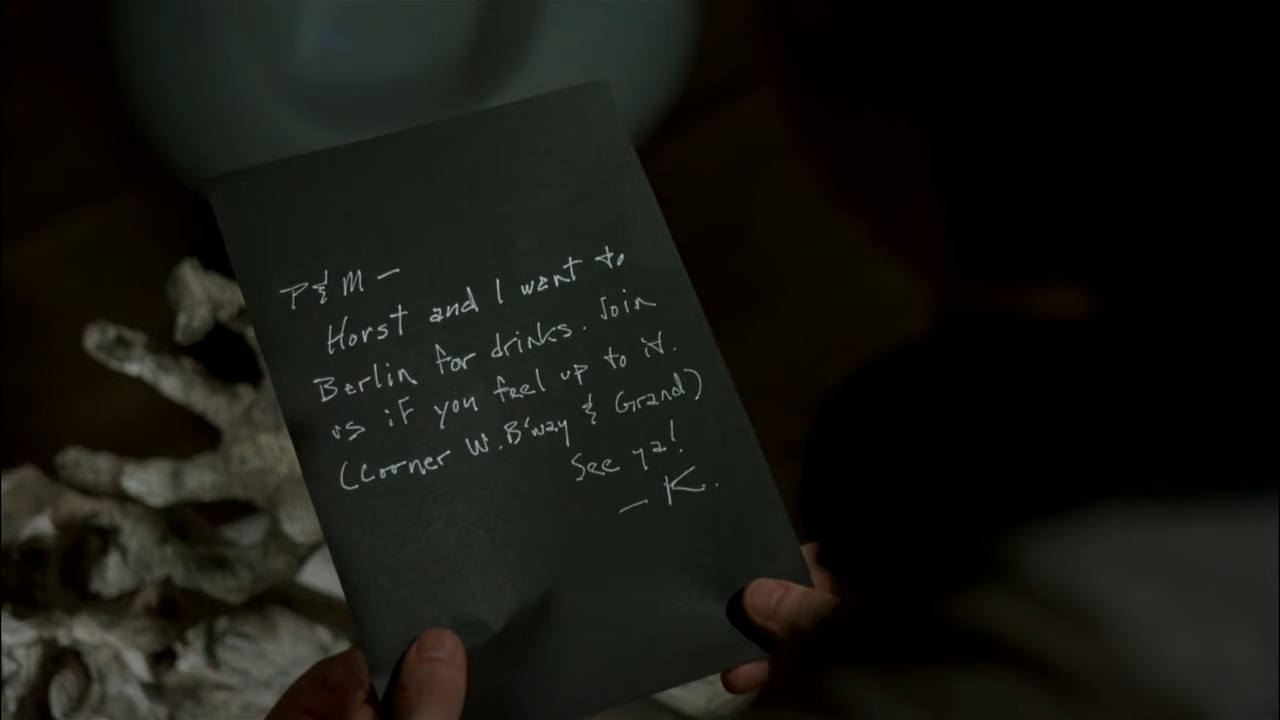 P & M –
Horst and I went to
Berlin for drinks. Join
us if you feel up to it.
(Corner W. B'way & Grand)
See ya!
– K.